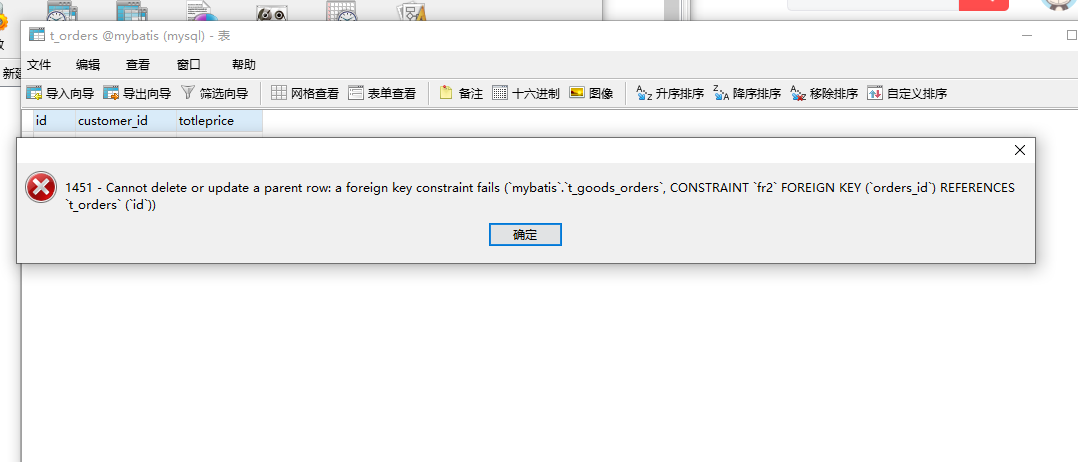 t_orders @mybatis (mysql) - 表
文件 编辑 查看 窗口 帮助
新建
导入向导 导出向导 筛选向导 网格查看 表单查看 备注 十六进制 图像 升序排序 降序排序 移除排序 自定义排序
id customer_id totleprice
1451 - Cannot delete or update a parent row: a foreign key constraint fails (`mybatis`.`t_goods_orders`, CONSTRAINT `fr2` FOREIGN KEY (`orders_id`) REFERENCES
`t_orders` (`id`))
确定